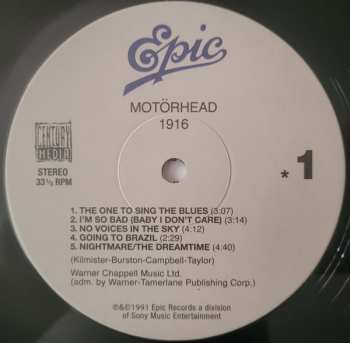 Epic
MOTÖRHEAD
1916
CENTURY
MEDIA
STEREO
33⅓ RPM
* 1
1. THE ONE TO SING THE BLUES (3:07)
2. I'M SO BAD (BABY I DON'T CARE) (3:14)
3. NO VOICES IN THE SKY (4:12)
4. GOING TO BRAZIL (2:29)
5. NIGHTMARE/THE DREAMTIME (4:40)
(Kilmister-Burston-Campbell-Taylor)
Warner Chappell Music Ltd.
(adm. by Warner-Tamerlane Publishing Corp.)
℗&©1991 Epic Records a division
of Sony Music Entertainment